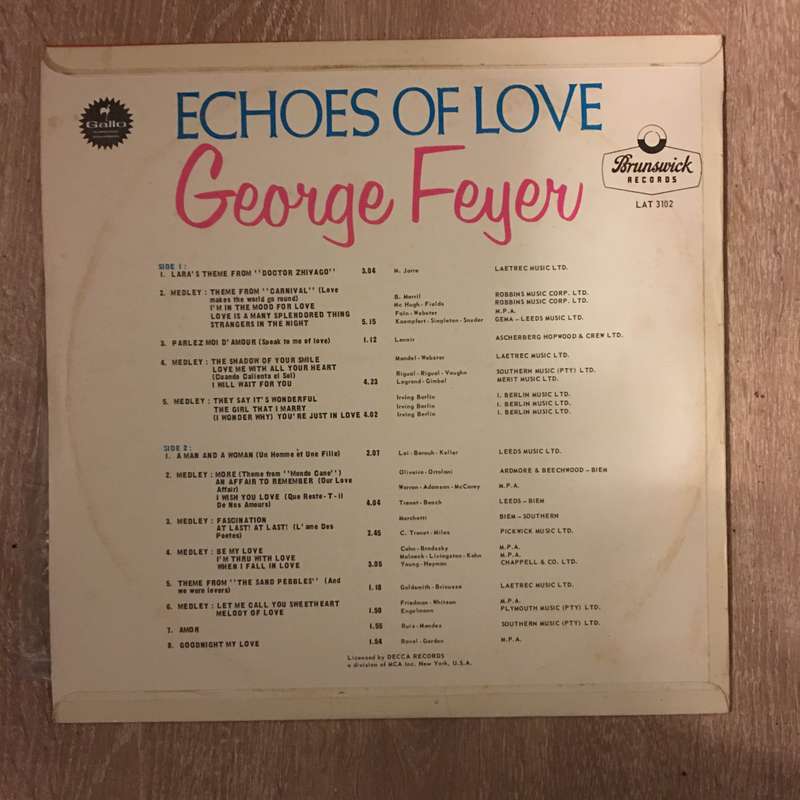 Gallo
ECHOES OF LOVE
George Feyer
Brunswick
RECORDS
LAT 3102
SIDE 1 :
1. LARA'S THEME FROM "DOCTOR ZHIVAGO" 3.04 M. Jarre LAETREC MUSIC LTD.
2. MEDLEY : THEME FROM "CARNIVAL" (Love B. Merril ROBBINS MUSIC CORP. LTD.
makes the world go round)
I'M IN THE MOOD FOR LOVE Mc Hugh - Fields ROBBINS MUSIC CORP. LTD.
LOVE IS A MANY SPLENDORED THING Fain - Webster M.P.A.
STRANGERS IN THE NIGHT 5.15 Kaempfert - Singleton - Snyder GEMA – LEEDS MUSIC LTD.
3. PARLEZ MOI D'AMOUR (Speak to me of love) 1.12 Lenoir ASCHERBERG HOPWOOD & CREW LTD.
4. MEDLEY : THE SHADOW OF YOUR SMILE Mandel - Webster LAETREC MUSIC LTD.
LOVE ME WITH ALL YOUR HEART
(Cuando Calienta el Sol) Rigual - Rigual - Vaughn SOUTHERN MUSIC (PTY) LTD.
I WILL WAIT FOR YOU 4.23 Legrand - Gimbel MERIT MUSIC LTD.
5. MEDLEY : THEY SAY IT'S WONDERFUL Irving Berlin I. BERLIN MUSIC LTD.
THE GIRL THAT I MARRY Irving Berlin I. BERLIN MUSIC LTD.
(I WONDER WHY) YOU'RE JUST IN LOVE 4.02 Irving Berlin I. BERLIN MUSIC LTD.
SIDE 2 :
1. A MAN AND A WOMAN (Un Homme et Une Fille) 2.07 Lai - Barouh - Keller LEEDS MUSIC LTD.
2. MEDLEY : MORE (Theme from "Mondo Cane") Oliveiro - Ortolani ARDMORE & BEECHWOOD – BIEM
AN AFFAIR TO REMEMBER (Our Love
Affair) Warren - Adamson - McCarey M.P.A.
I WISH YOU LOVE (Que Reste - T - il
De Nos Amours) 4.04 Trenet - Beach LEEDS – BIEM
3. MEDLEY : FASCINATION Marchetti BIEM – SOUTHERN
AT LAST! AT LAST! (L'ame Des
Poetes) 2.45 C. Trenet - Miles PICKWICK MUSIC LTD.
4. MEDLEY : BE MY LOVE Cahn - Brodszky M.P.A.
I'M THRU WITH LOVE Malneck - Livingston - Kahn M.P.A.
WHEN I FALL IN LOVE 3.05 Young - Heyman CHAPPELL & CO. LTD.
5. THEME FROM "THE SAND PEBBLES" (And
we were lovers) 1.18 Goldsmith - Bricusse LAETREC MUSIC LTD.
6. MEDLEY : LET ME CALL YOU SHEETHEART Friedman - Whitson M.P.A.
MELODY OF LOVE 1.50 Engelmann PLYMOUTH MUSIC (PTY) LTD.
7. AMOR 1.55 Ruiz - Mendez SOUTHERN MUSIC (PTY) LTD.
8. GOODNIGHT MY LOVE 1.54 Revel - Gordon M.P.A.
Licensed by DECCA RECORDS
a division of MCA Inc. New York, U.S.A.